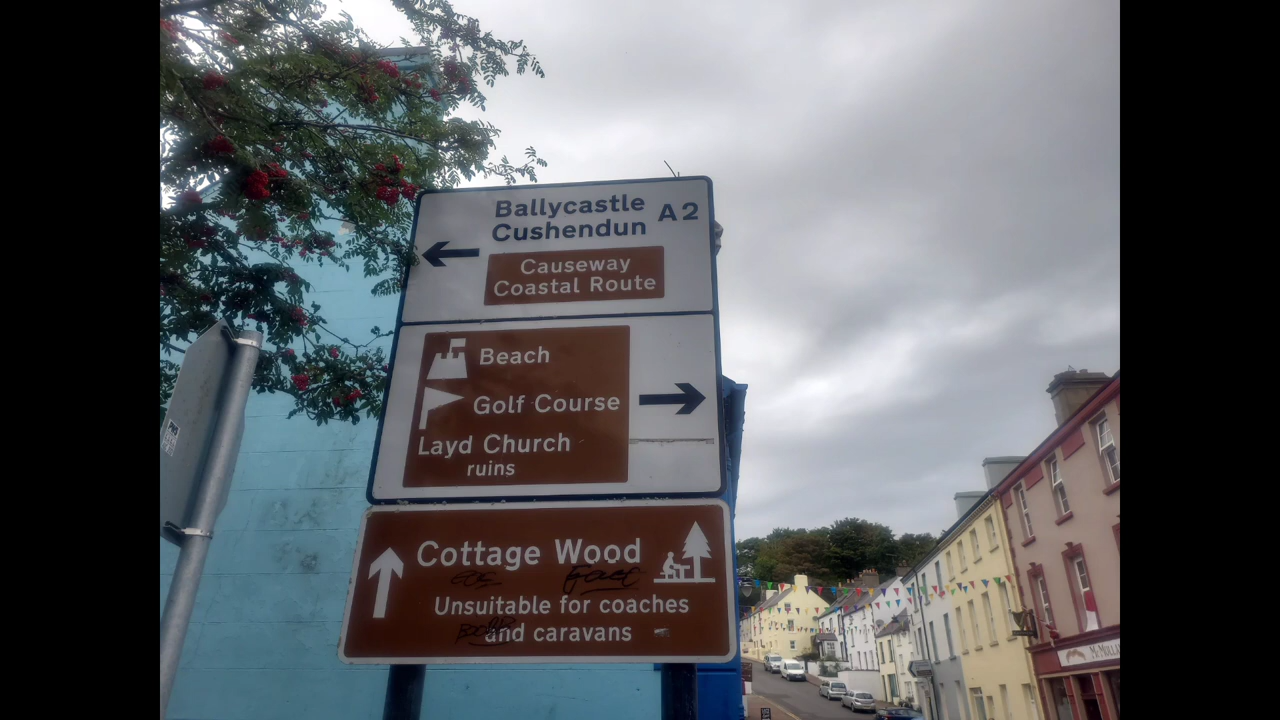 Ballycastle A2
Cushendun
Causeway
Coastal Route
Beach
Golf Course
Layd Church
ruins
Cottage Wood
Unsuitable for coaches
and caravans